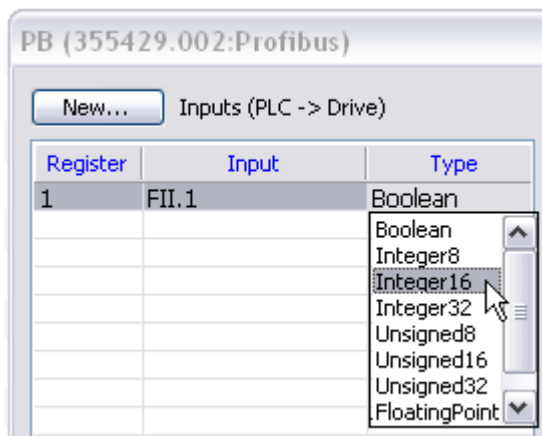 PB (355429.002:Profibus)
New... Inputs (PLC -> Drive)
Register Input Type
1 FII.1 Boolean
Boolean
Integer8
Integer16
Integer32
Unsigned8
Unsigned16
Unsigned32
.FloatingPoint